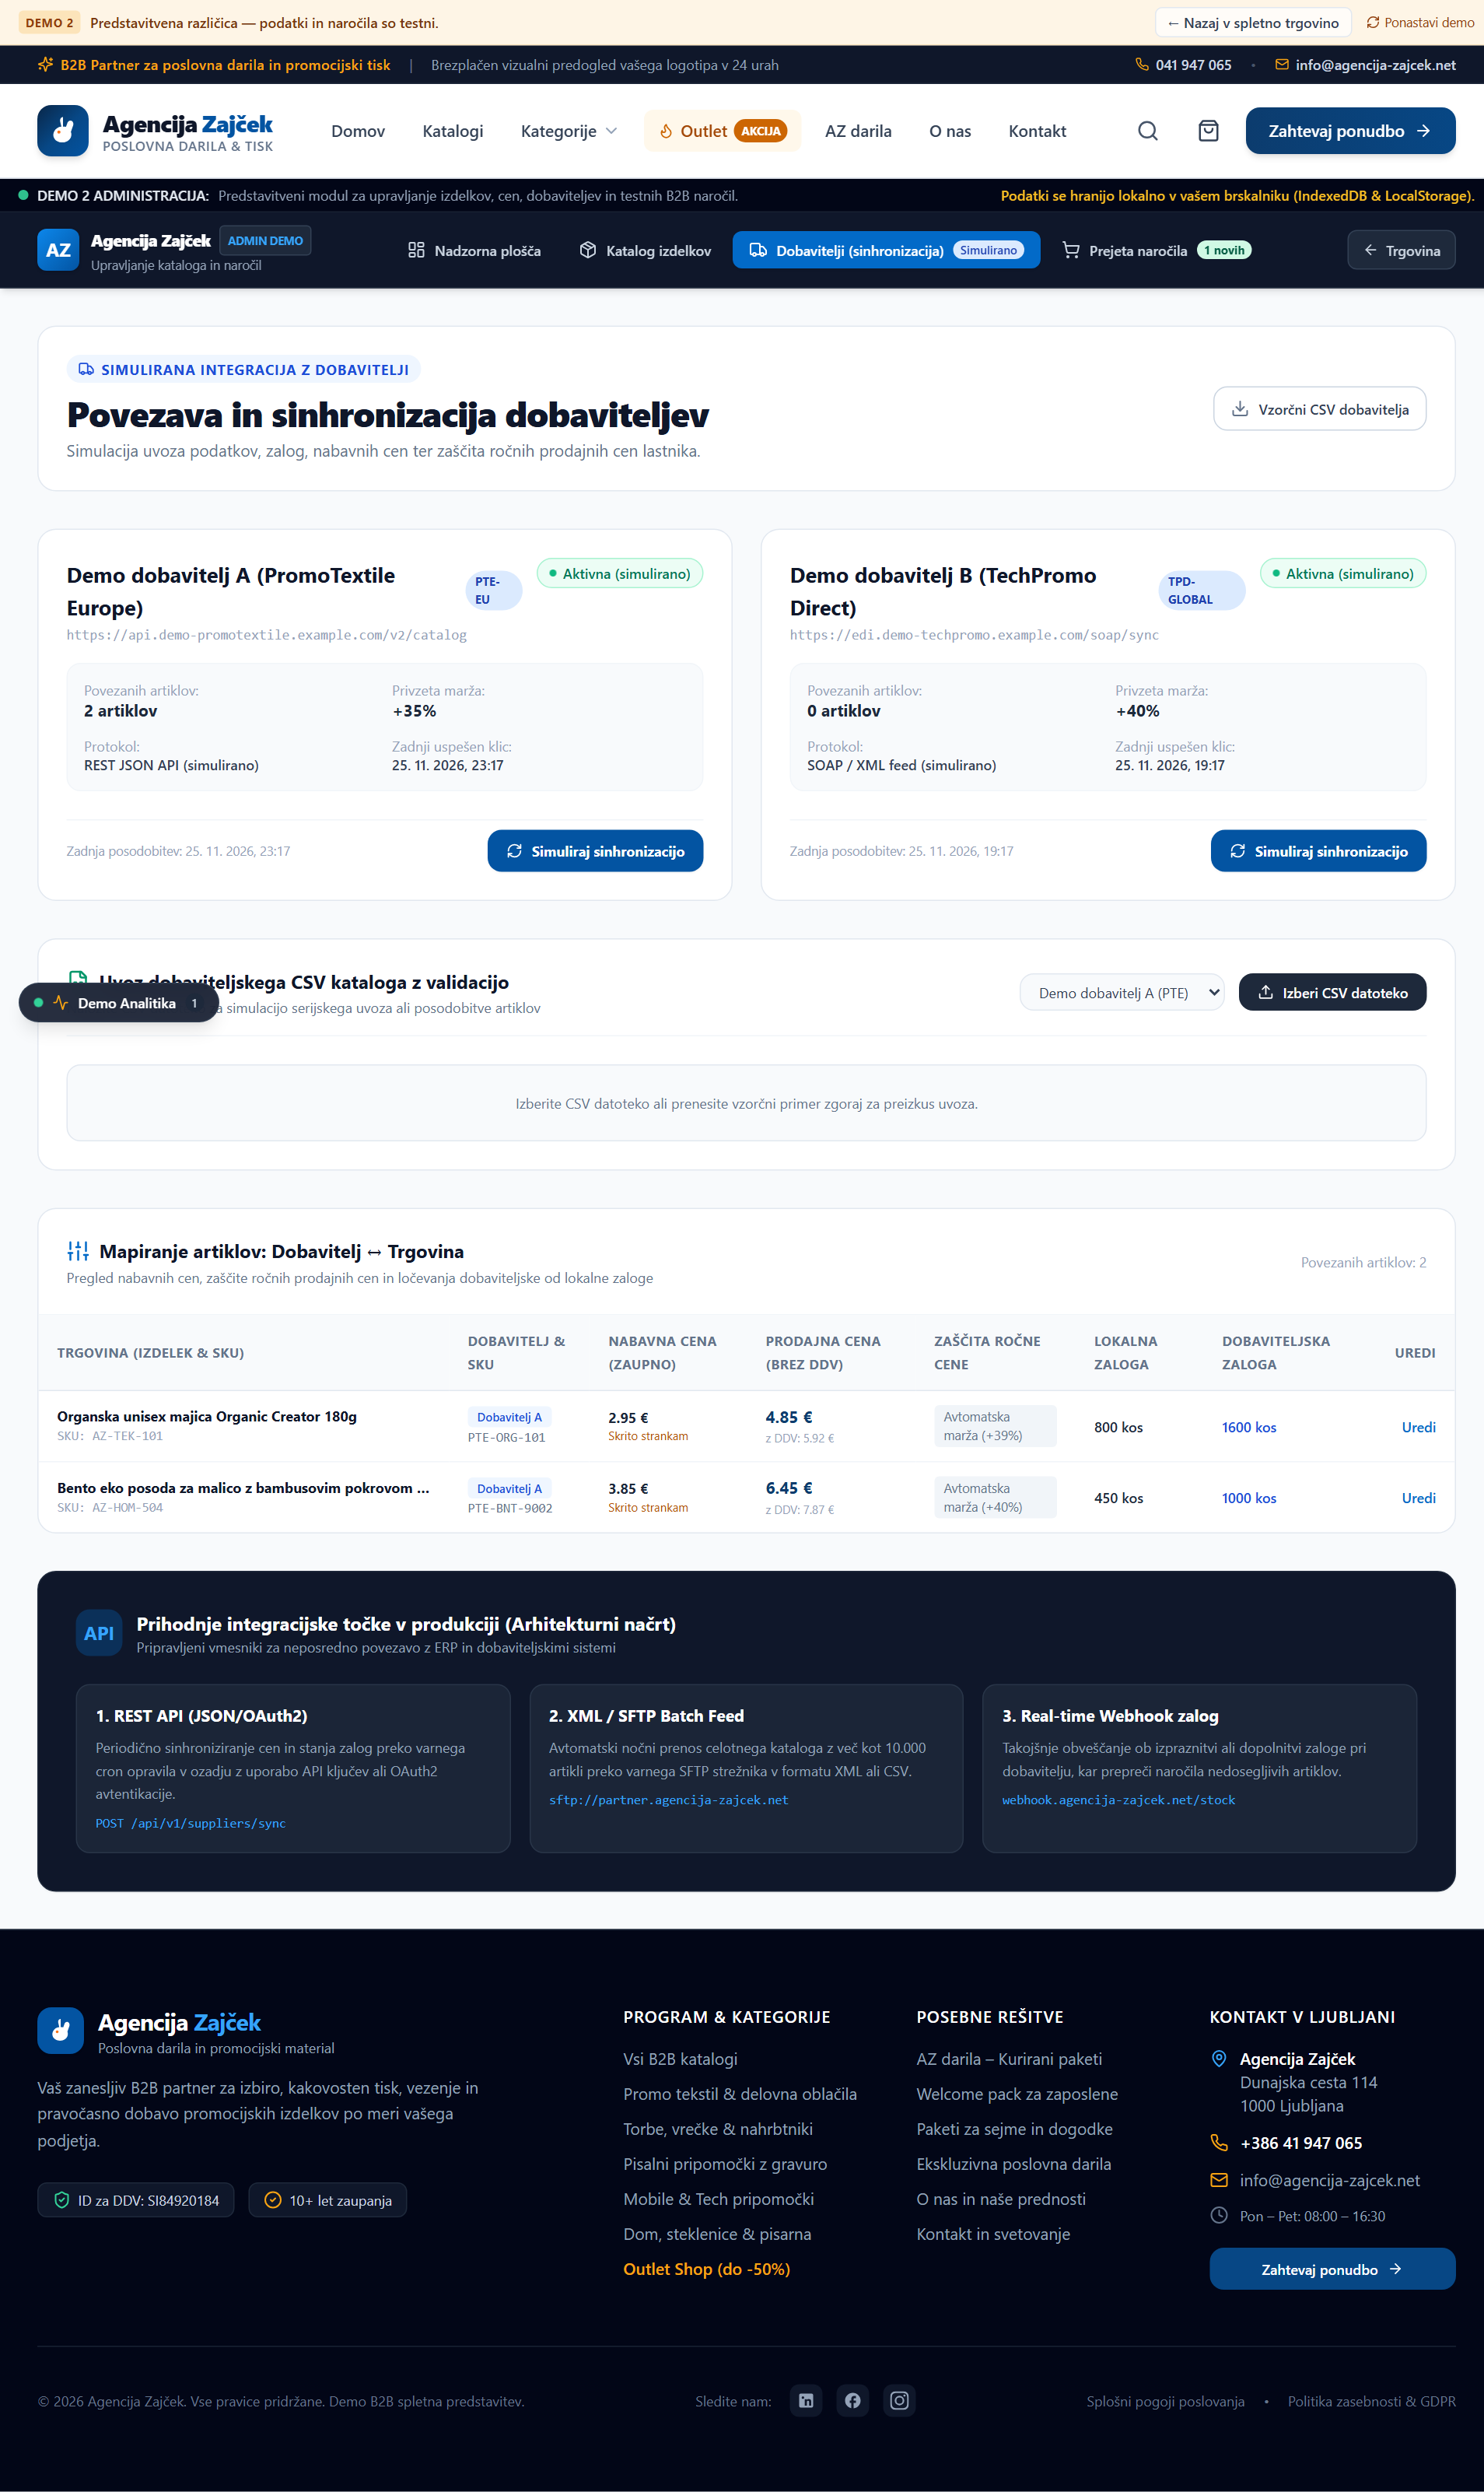 DEMO 2 Predstavitvena različica — podatki in naročila so testni.
← Nazaj v spletno trgovino
Ponastavi demo
B2B Partner za poslovna darila in promocijski tisk | Brezplačen vizualni predogled vašega logotipa v 24 urah
041 947 065 • info@agencija-zajcek.net
Agencija Zajček
POSLOVNA DARILA & TISK
Domov
Katalogi
Kategorije
Outlet AKCIJA
AZ darila
O nas
Kontakt
Zahtevaj ponudbo
DEMO 2 ADMINISTRACIJA: Predstavitveni modul za upravljanje izdelkov, cen, dobaviteljev in testnih B2B naročil.
Podatki se hranijo lokalno v vašem brskalniku (IndexedDB & LocalStorage).
AZ
Agencija Zajček ADMIN DEMO
Upravljanje kataloga in naročil
Nadzorna plošča
Katalog izdelkov
Dobavitelji (sinhronizacija) Simulirano
Prejeta naročila 1 novih
Trgovina
SIMULIRANA INTEGRACIJA Z DOBAVITELJI
Povezava in sinhronizacija dobaviteljev
Simulacija uvoza podatkov, zalog, nabavnih cen ter zaščita ročnih prodajnih cen lastnika.
Vzorčni CSV dobavitelja
Demo dobavitelj A (PromoTextile
Europe)
PTE-
EU
Aktivna (simulirano)
https://api.demo-promotextile.example.com/v2/catalog
Povezanih artiklov:
2 artiklov
Privzeta marža:
+35%
Protokol:
REST JSON API (simulirano)
Zadnji uspešen klic:
25. 11. 2026, 23:17
Zadnja posodobitev: 25. 11. 2026, 23:17
Simuliraj sinhronizacijo
Demo dobavitelj B (TechPromo
Direct)
TPD-
GLOBAL
Aktivna (simulirano)
https://edi.demo-techpromo.example.com/soap/sync
Povezanih artiklov:
0 artiklov
Privzeta marža:
+40%
Protokol:
SOAP / XML feed (simulirano)
Zadnji uspešen klic:
25. 11. 2026, 19:17
Zadnja posodobitev: 25. 11. 2026, 19:17
Simuliraj sinhronizacijo
Uvoz dobaviteljskega CSV kataloga z validacijo
simulacijo serijskega uvoza ali posodobitve artiklov
Demo Analitika 1
Demo dobavitelj A (PTE)
Izberi CSV datoteko
Izberite CSV datoteko ali prenesite vzorčni primer zgoraj za preizkus uvoza.
Mapiranje artiklov: Dobavitelj ↔ Trgovina
Pregled nabavnih cen, zaščite ročnih prodajnih cen in ločevanja dobaviteljske od lokalne zaloge
Povezanih artiklov: 2
TRGOVINA (IZDELEK & SKU)
DOBAVITELJ &
SKU
NABAVNA CENA
(ZAUPNO)
PRODAJNA CENA
(BREZ DDV)
ZAŠČITA ROČNE
CENE
LOKALNA
ZALOGA
DOBAVITELJSKA
ZALOGA
UREDI
Organska unisex majica Organic Creator 180g
SKU: AZ-TEK-101
Dobavitelj A
PTE-ORG-101
2.95 €
Skrito strankam
4.85 €
z DDV: 5.92 €
Avtomatska
marža (+39%)
800 kos
1600 kos
Uredi
Bento eko posoda za malico z bambusovim pokrovom ...
SKU: AZ-HOM-504
Dobavitelj A
PTE-BNT-9002
3.85 €
Skrito strankam
6.45 €
z DDV: 7.87 €
Avtomatska
marža (+40%)
450 kos
1000 kos
Uredi
API
Prihodnje integracijske točke v produkciji (Arhitekturni načrt)
Pripravljeni vmesniki za neposredno povezavo z ERP in dobaviteljskimi sistemi
1. REST API (JSON/OAuth2)
Periodično sinhroniziranje cen in stanja zalog preko varnega
cron opravila v ozadju z uporabo API ključev ali OAuth2
avtentikacije.
POST /api/v1/suppliers/sync
2. XML / SFTP Batch Feed
Avtomatski nočni prenos celotnega kataloga z več kot 10.000
artikli preko varnega SFTP strežnika v formatu XML ali CSV.
sftp://partner.agencija-zajcek.net
3. Real-time Webhook zalog
Takojšnje obveščanje ob izpraznitvi ali dopolnitvi zaloge pri
dobavitelju, kar prepreči naročila nedosegljivih artiklov.
webhook.agencija-zajcek.net/stock
Agencija Zajček
Poslovna darila in promocijski material
Vaš zanesljiv B2B partner za izbiro, kakovosten tisk, vezenje in
pravočasno dobavo promocijskih izdelkov po meri vašega
podjetja.
ID za DDV: SI84920184
10+ let zaupanja
PROGRAM & KATEGORIJE
Vsi B2B katalogi
Promo tekstil & delovna oblačila
Torbe, vrečke & nahrbtniki
Pisalni pripomočki z gravuro
Mobile & Tech pripomočki
Dom, steklenice & pisarna
Outlet Shop (do -50%)
POSEBNE REŠITVE
AZ darila – Kurirani paketi
Welcome pack za zaposlene
Paketi za sejme in dogodke
Ekskluzivna poslovna darila
O nas in naše prednosti
Kontakt in svetovanje
KONTAKT V LJUBLJANI
Agencija Zajček
Dunajska cesta 114
1000 Ljubljana
+386 41 947 065
info@agencija-zajcek.net
Pon – Pet: 08:00 – 16:30
Zahtevaj ponudbo
© 2026 Agencija Zajček. Vse pravice pridržane. Demo B2B spletna predstavitev.
Sledite nam:
Splošni pogoji poslovanja • Politika zasebnosti & GDPR